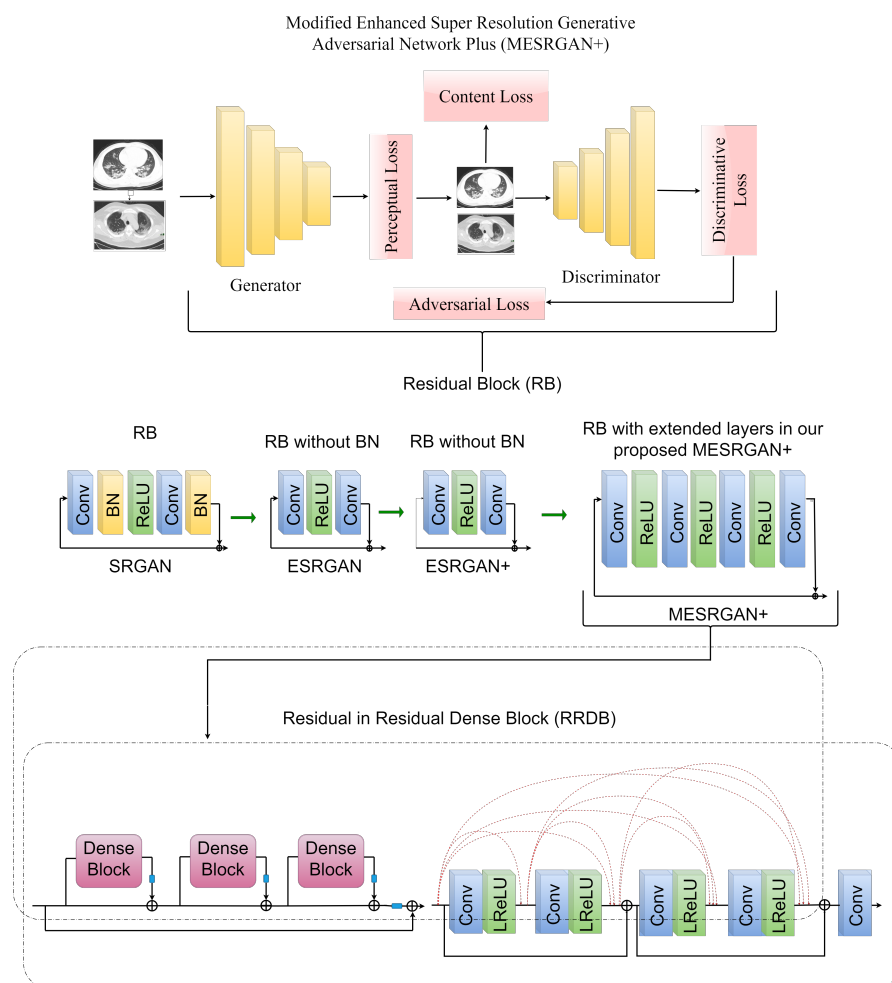 Modified Enhanced Super Resolution Generative
Adversarial Network Plus (MESRGAN+)
Content Loss
Perceptual Loss
Discriminative
Loss
Generator
Discriminator
Adversarial Loss
Residual Block (RB)
RB
RB without BN
RB without BN
RB with extended layers in our
proposed MESRGAN+
Conv
BN
ReLU
Conv
BN
Conv
ReLU
Conv
Conv
ReLU
Conv
Conv
ReLU
Conv
ReLU
Conv
ReLU
Conv
SRGAN
ESRGAN
ESRGAN+
MESRGAN+
Residual in Residual Dense Block (RRDB)
Dense
Block
Dense
Block
Dense
Block
Conv
LReLU
Conv
LReLU
Conv
LReLU
Conv
LReLU
Conv